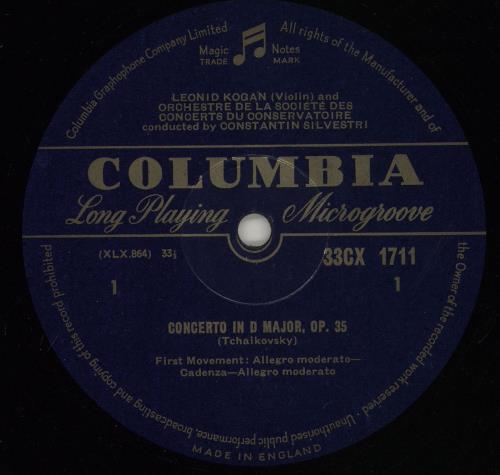 Columbia Graphophone Company Limited
Magic Notes
TRADE MARK
All rights of the Manufacturer and of
LEONID KOGAN (Violin) and
ORCHESTRE DE LA SOCIÉTÉ DES
CONCERTS DU CONSERVATOIRE
conducted by CONSTANTIN SILVESTRI
COLUMBIA
Long Playing Microgroove
(XLX.864) 33⅓
33CX 1711
1
1
CONCERTO IN D MAJOR, OP. 35
(Tchaikovsky)
First Movement: Allegro moderato—
Cadenza—Allegro moderato
the Owner of the recorded work reserved - Unauthorised public performance, broadcasting and copying of this record prohibited
MADE IN ENGLAND